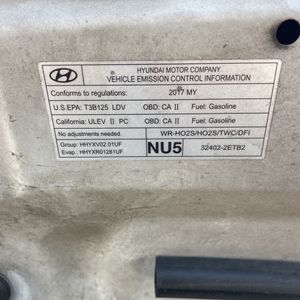 HYUNDAI MOTOR COMPANY
VEHICLE EMISSION CONTROL INFORMATION
Conforms to regulations: 2017 MY
U.S.EPA: T3B125 LDV OBD: CA II Fuel: Gasoline
California: ULEV II PC OBD: CA II Fuel: Gasoline
No adjustments needed. WR-HO2S/HO2S/TWC/DFI
Group: HHYXV02.01UF
Evap.: HHYXR01281UF
NU5 32402-2ETB2